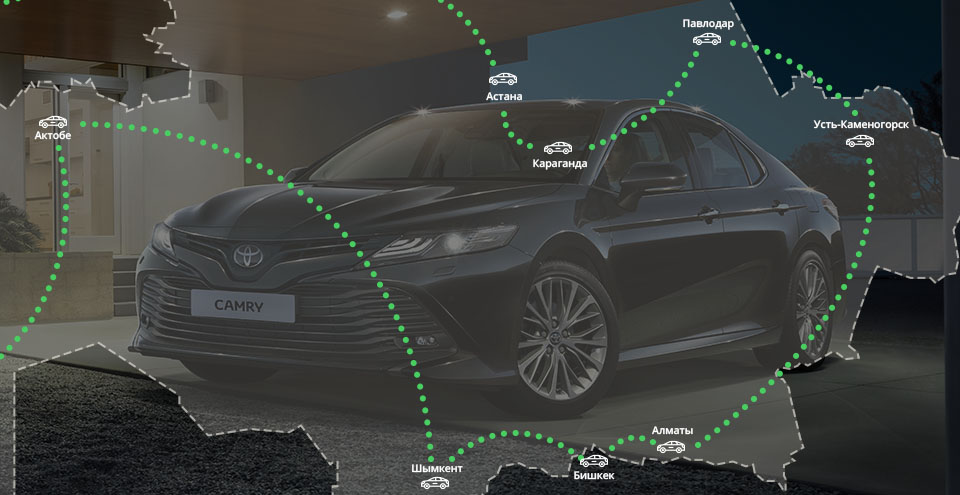 Павлодар
Астана
Усть-Каменогорск
Актобе
Караганда
CAMRY
Алматы
Шымкент
Бишкек